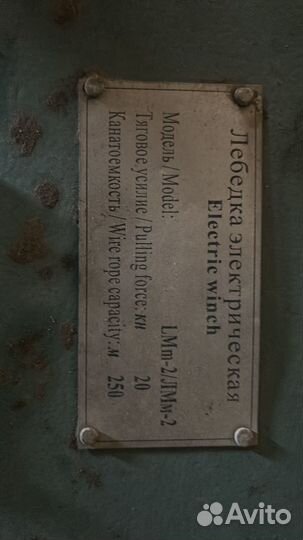 Лебедка электрическая
Electric winch
Модель / Model: LMm-2/ЛМм-2
Тяговое усилие / Pulling force: кн 20
Канатоемкость / Wire rope capacity: м 250
Avito